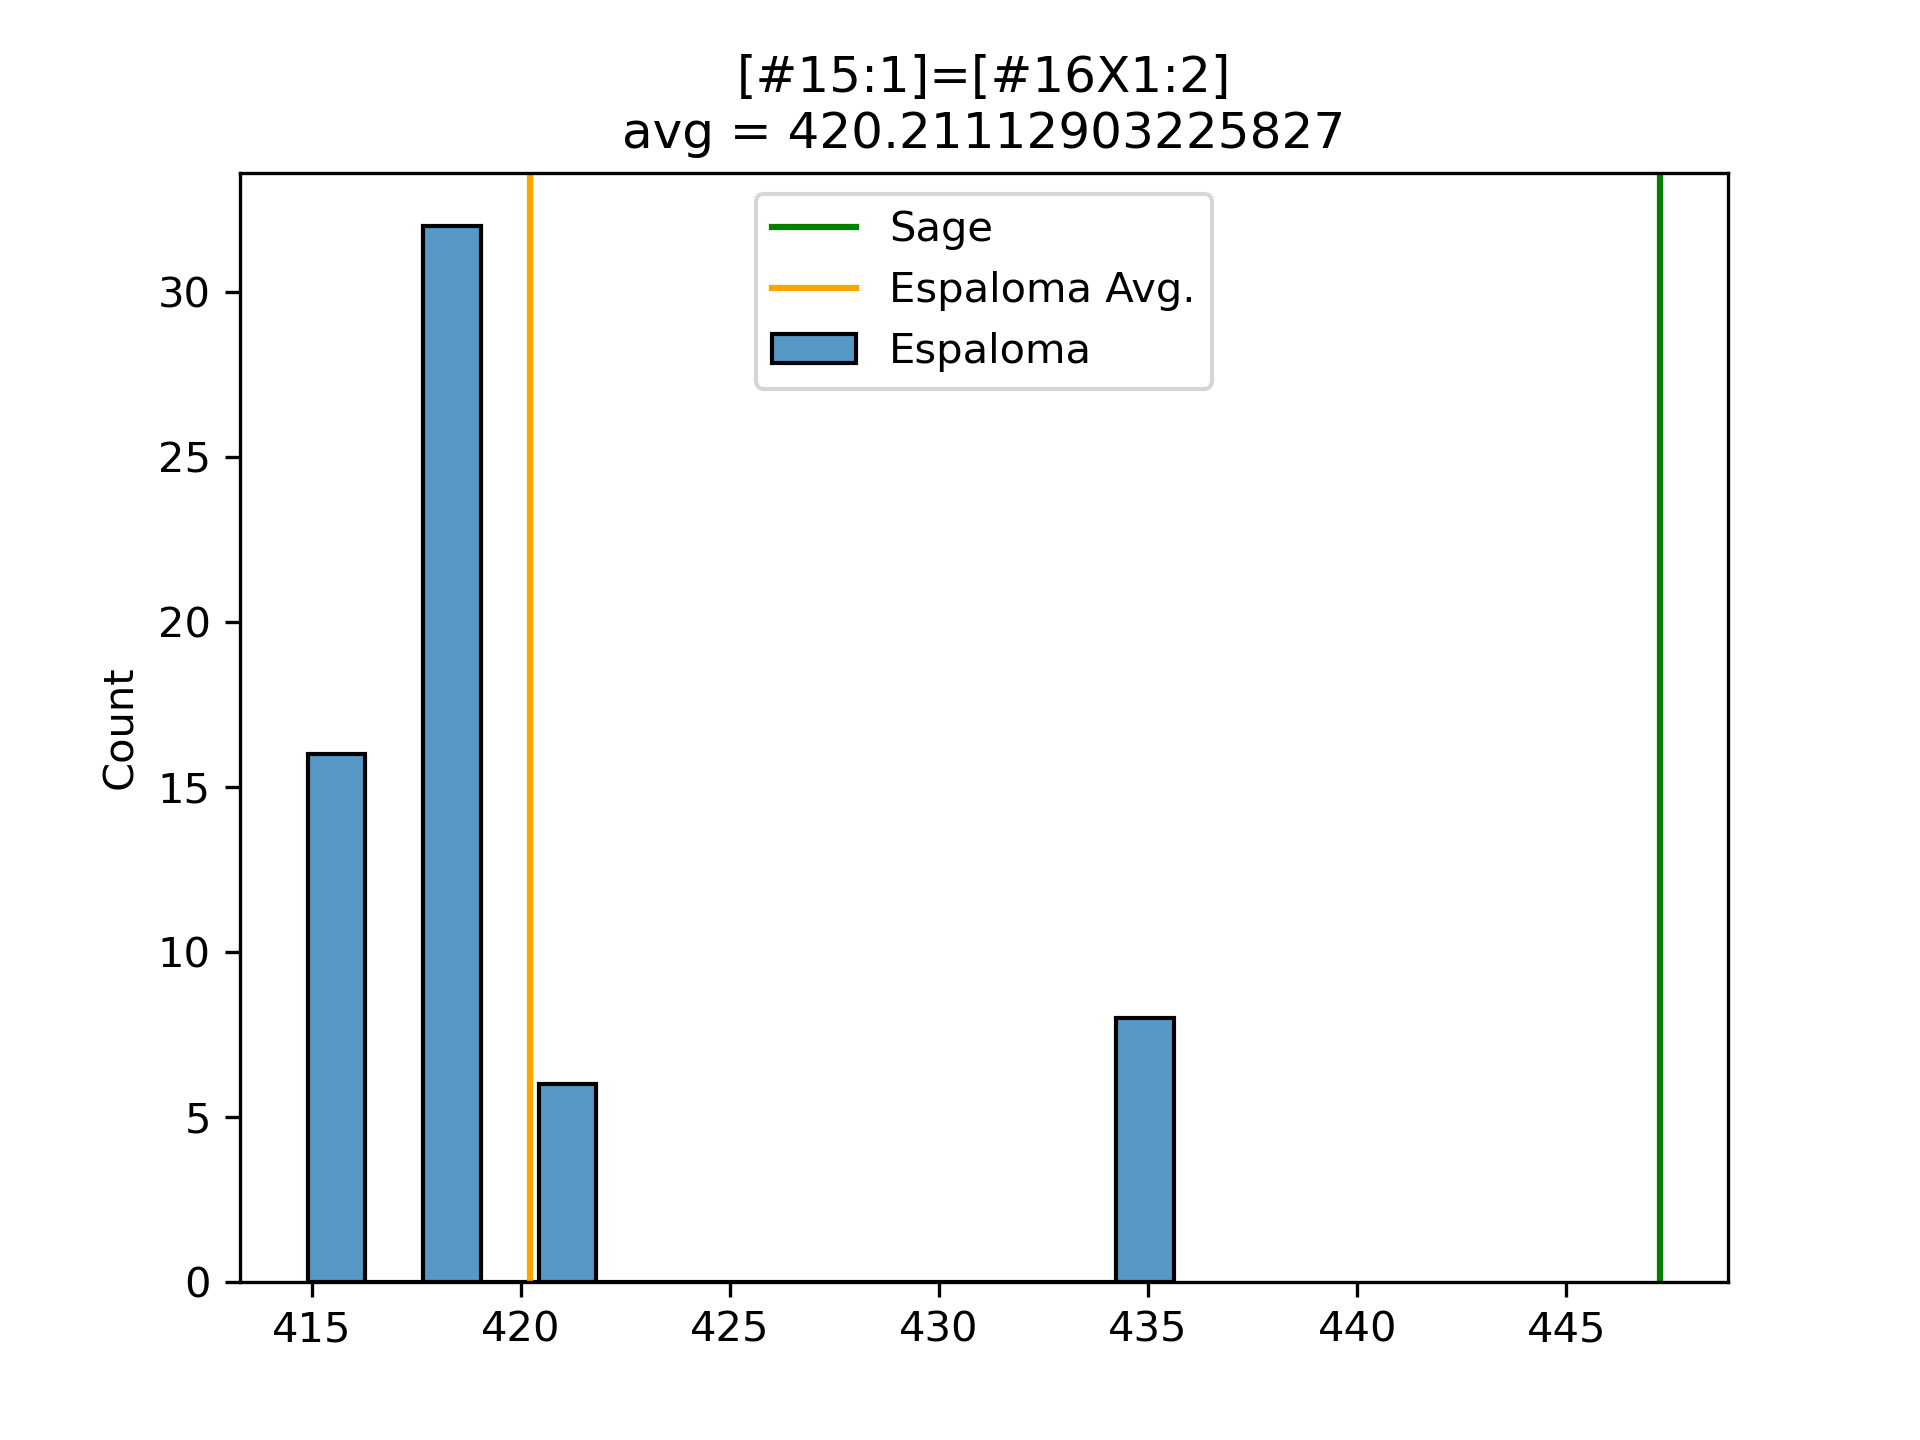 [#15:1]=[#16X1:2]
avg = 420.21112903225827
Sage
Espaloma Avg.
Espaloma
Count
30
25
20
15
10
5
0
415 420 425 430 435 440 445